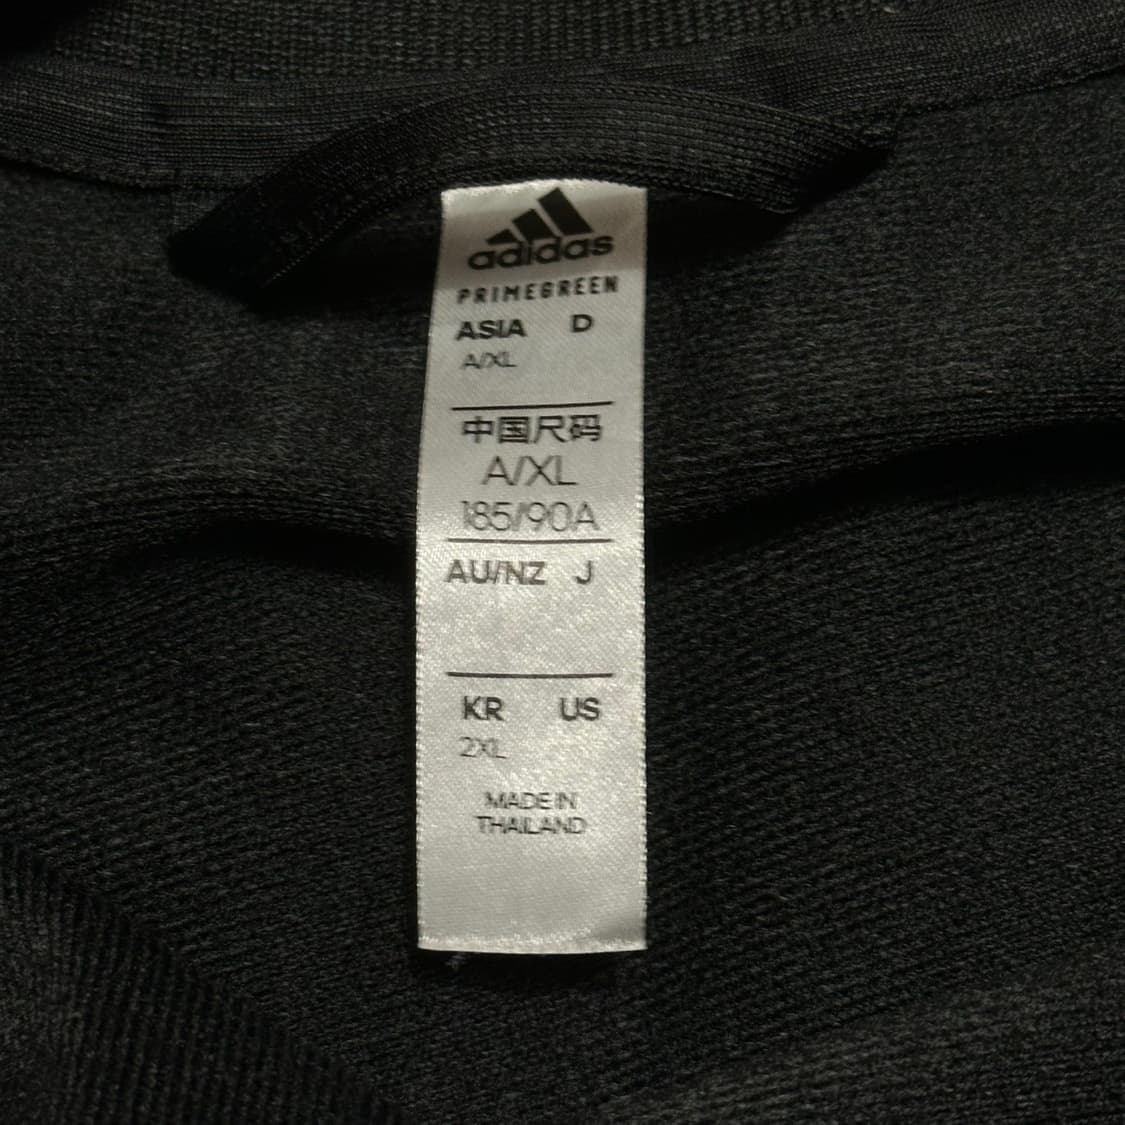 adidas
PRIMEGREEN
ASIA D
A/XL
中国尺码
A/XL
185/90A
AU/NZ J
KR US
2XL
MADE IN
THAILAND